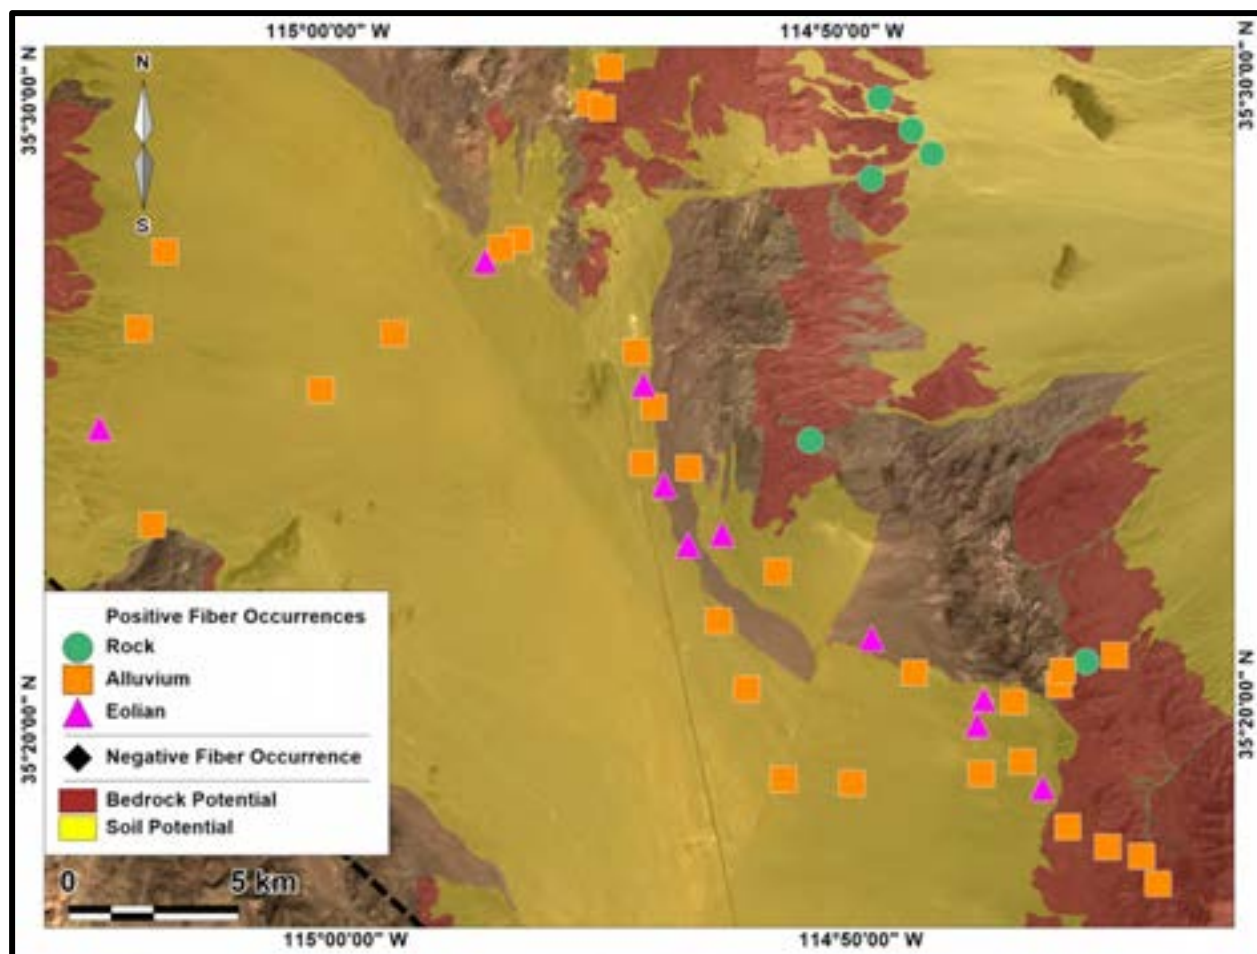 115°00'00" W 114°50'00" W
35°30'00" N
35°30'00" N
N
S
Positive Fiber Occurrences
Rock
Alluvium
Eolian
Negative Fiber Occurrence
Bedrock Potential
Soil Potential
35°20'00" N
35°20'00" N
0 5 km
115°00'00" W 114°50'00" W